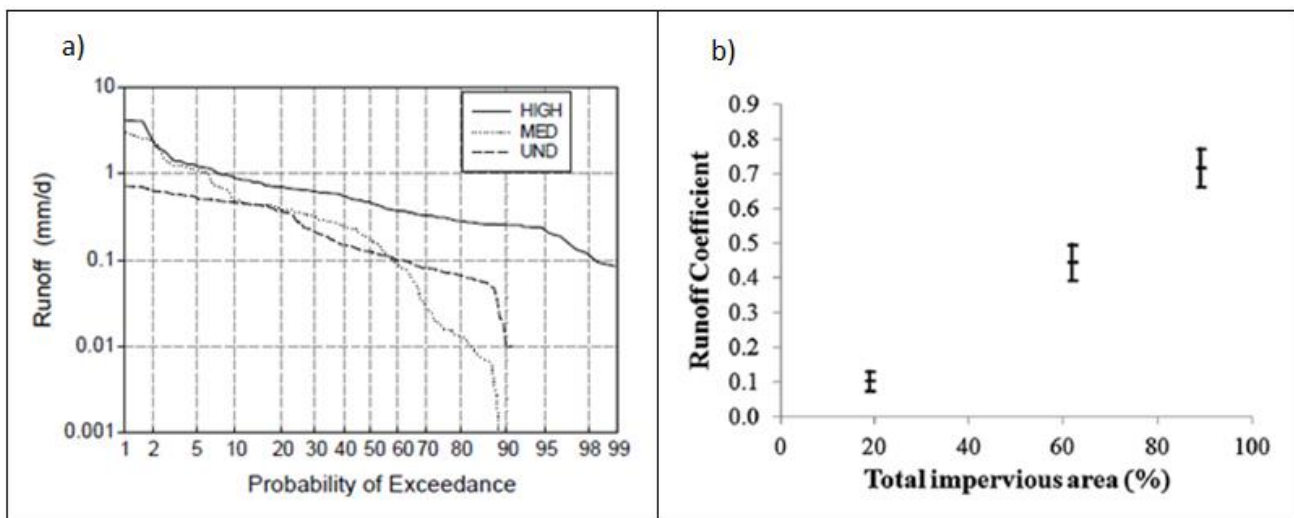 a)
10
1
0.1
0.01
0.001
Runoff (mm/d)
HIGH
MED
UND
1 2 5 10 20 30 40 50 60 70 80 90 95 98 99
Probability of Exceedance
b)
0.9
0.8
0.7
0.6
0.5
0.4
0.3
0.2
0.1
0.0
Runoff Coefficient
0 20 40 60 80 100
Total impervious area (%)